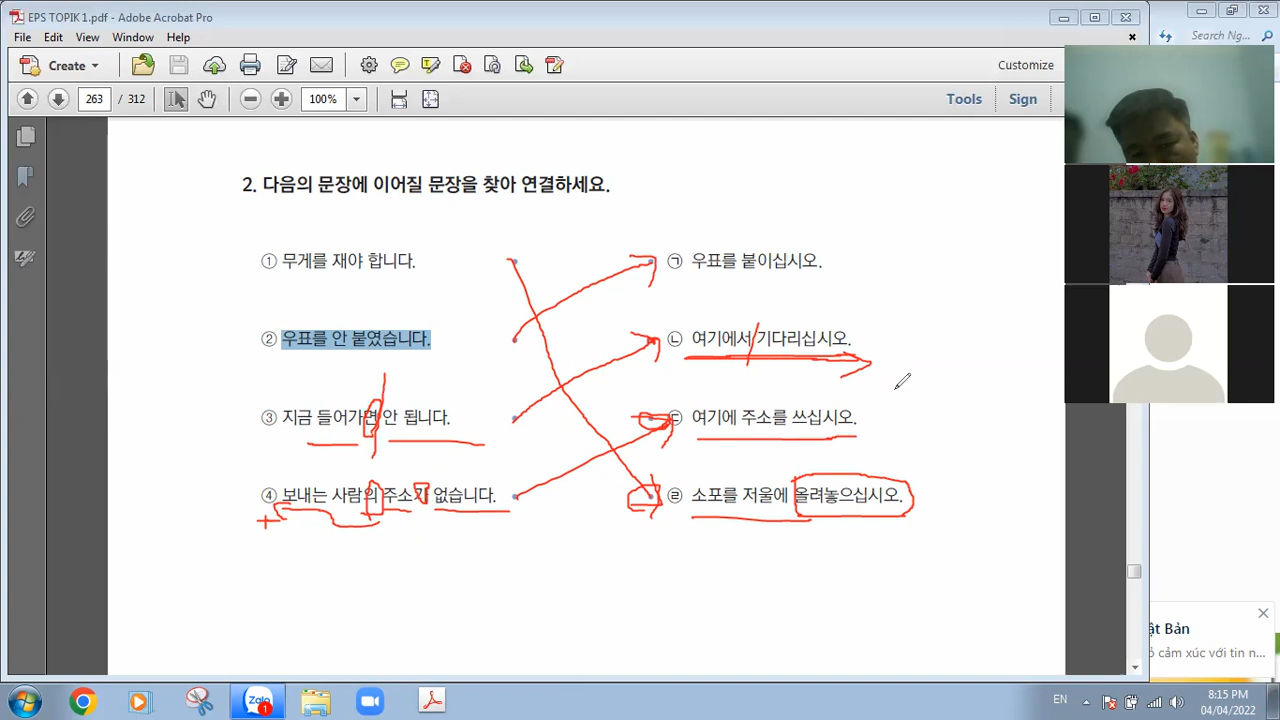 EPS TOPIK 1.pdf - Adobe Acrobat Pro
File Edit View Window Help
Search Ng...
Create
Customize
263 / 312
100%
Tools Sign
2. 다음의 문장에 이어질 문장을 찾아 연결하세요.
① 무게를 재야 합니다. ㉠ 우표를 붙이십시오.
② 우표를 안 붙였습니다. ㉡ 여기에서 기다리십시오.
③ 지금 들어가면 안 됩니다. ㉢ 여기에 주소를 쓰십시오.
④ 보내는 사람의 주소가 없습니다. ㉣ 소포를 저울에 올려놓으십시오.
ật Bản
cảm xúc với tin n...
Zalo
1
EN
8:15 PM
04/04/2022